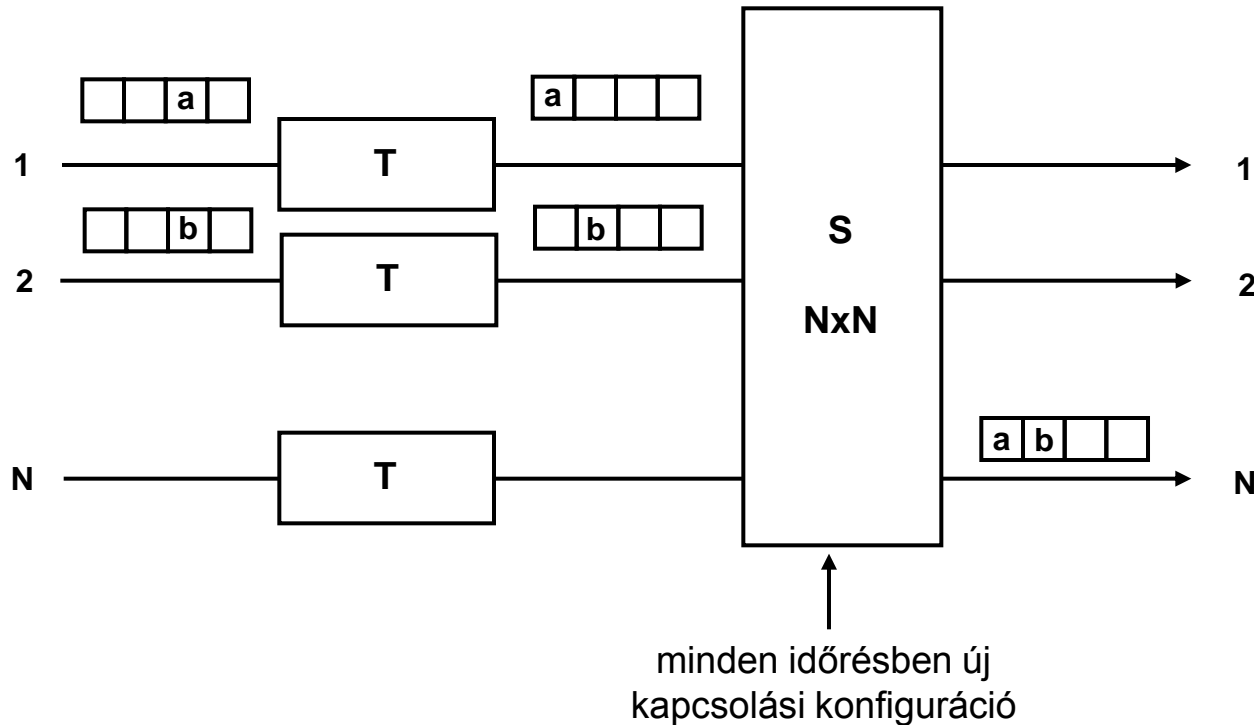 a
a
1
T
1
b
b
S
2
T
2
NxN
a b
N
T
N
minden időrésben új
kapcsolási konfiguráció